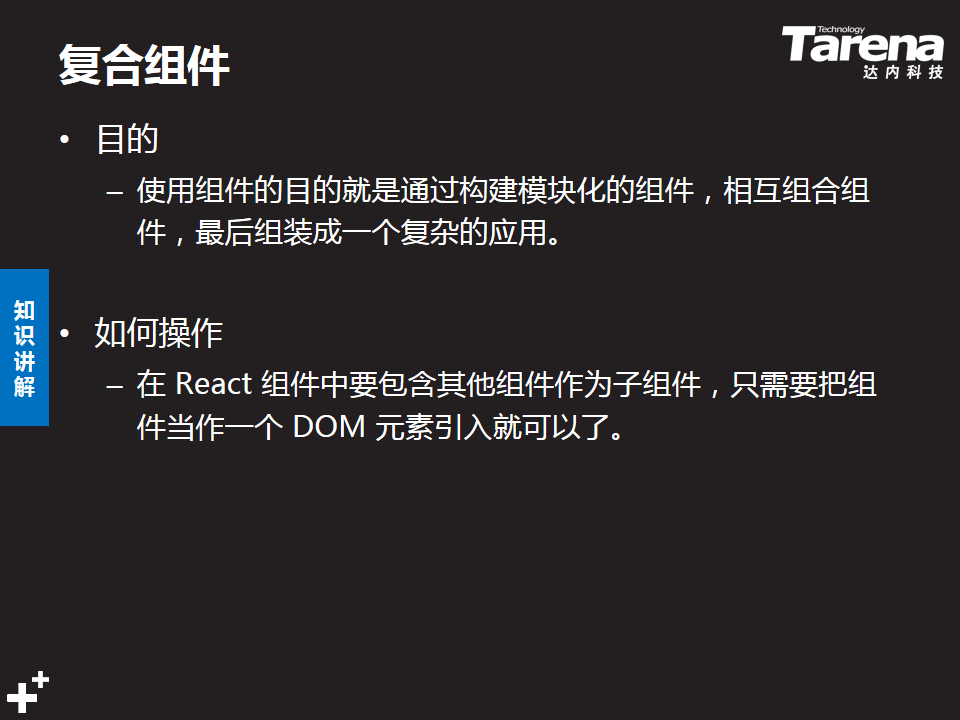 复合组件
Technology
Tarena
达内科技
• 目的
– 使用组件的目的就是通过构建模块化的组件，相互组合组
件，最后组装成一个复杂的应用。
知识讲解
• 如何操作
– 在 React 组件中要包含其他组件作为子组件，只需要把组
件当作一个 DOM 元素引入就可以了。